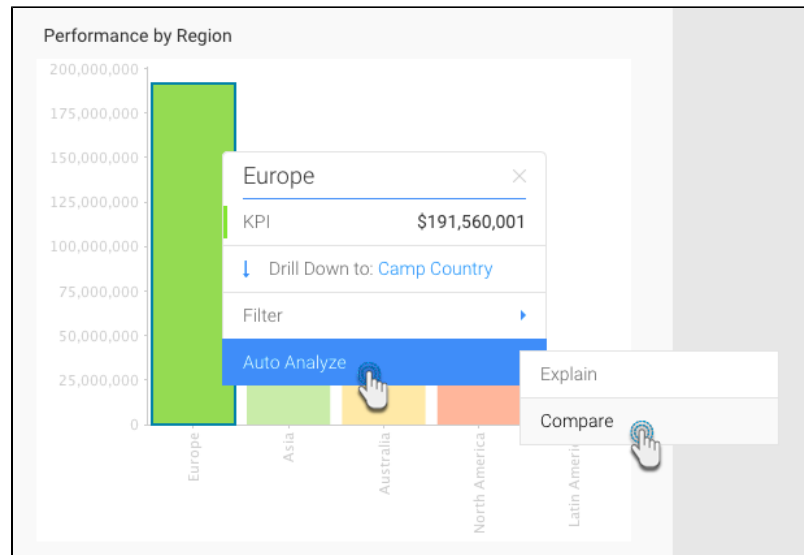 Performance by Region
200,000,000
175,000,000
150,000,000
125,000,000
100,000,000
75,000,000
50,000,000
25,000,000
0
Europe
KPI $191,560,001
Drill Down to: Camp Country
Filter
Auto Analyze
Explain
Compare
Europe
Asia
Australia
North America
Latin Ameri